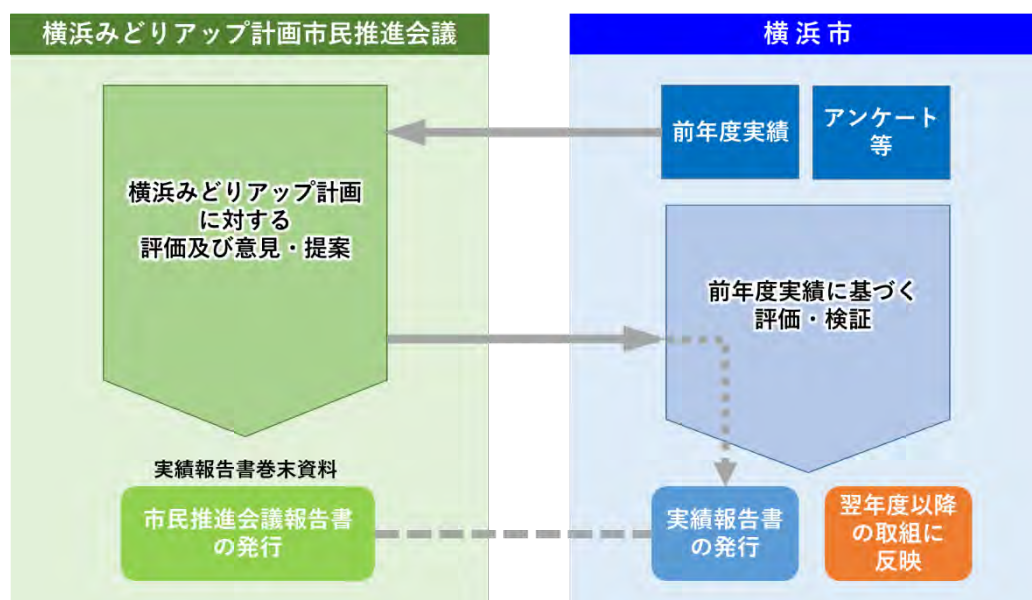 横浜みどりアップ計画市民推進会議
横浜みどりアップ計画
に対する
評価及び意見・提案
実績報告書巻末資料
市民推進会議報告書
の発行
横浜市
前年度実績
アンケート
等
前年度実績に基づく
評価・検証
実績報告書
の発行
翌年度以降
の取組に
反映